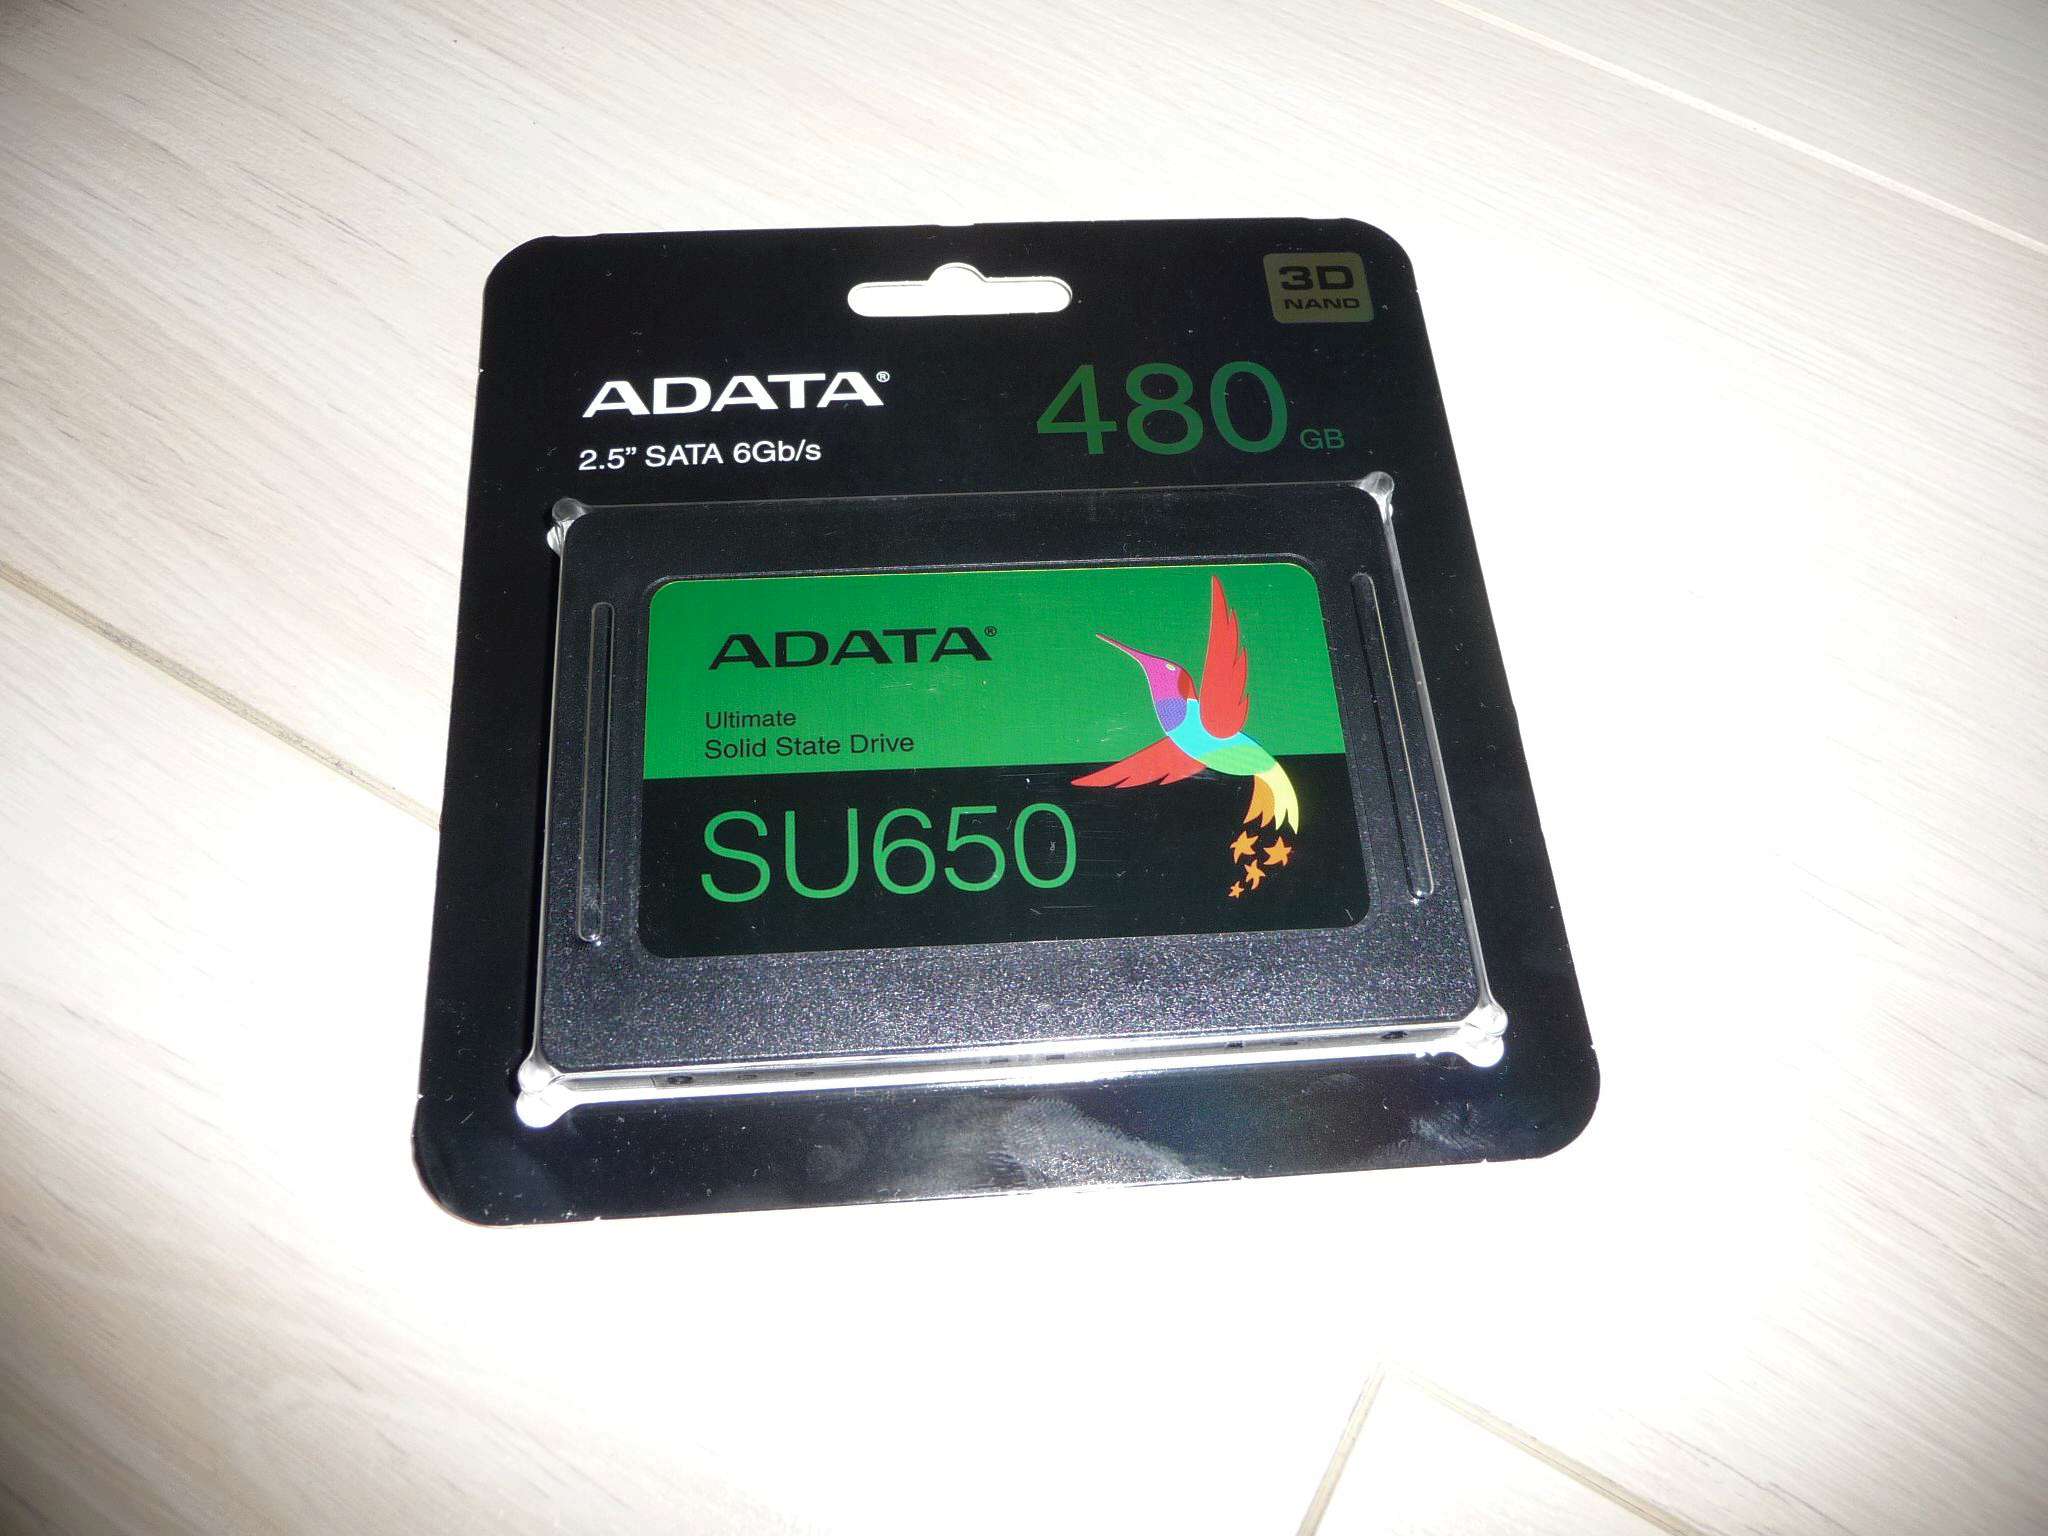 3D
NAND
ADATA®
480 GB
2.5” SATA 6Gb/s
ADATA®
Ultimate
Solid State Drive
SU650